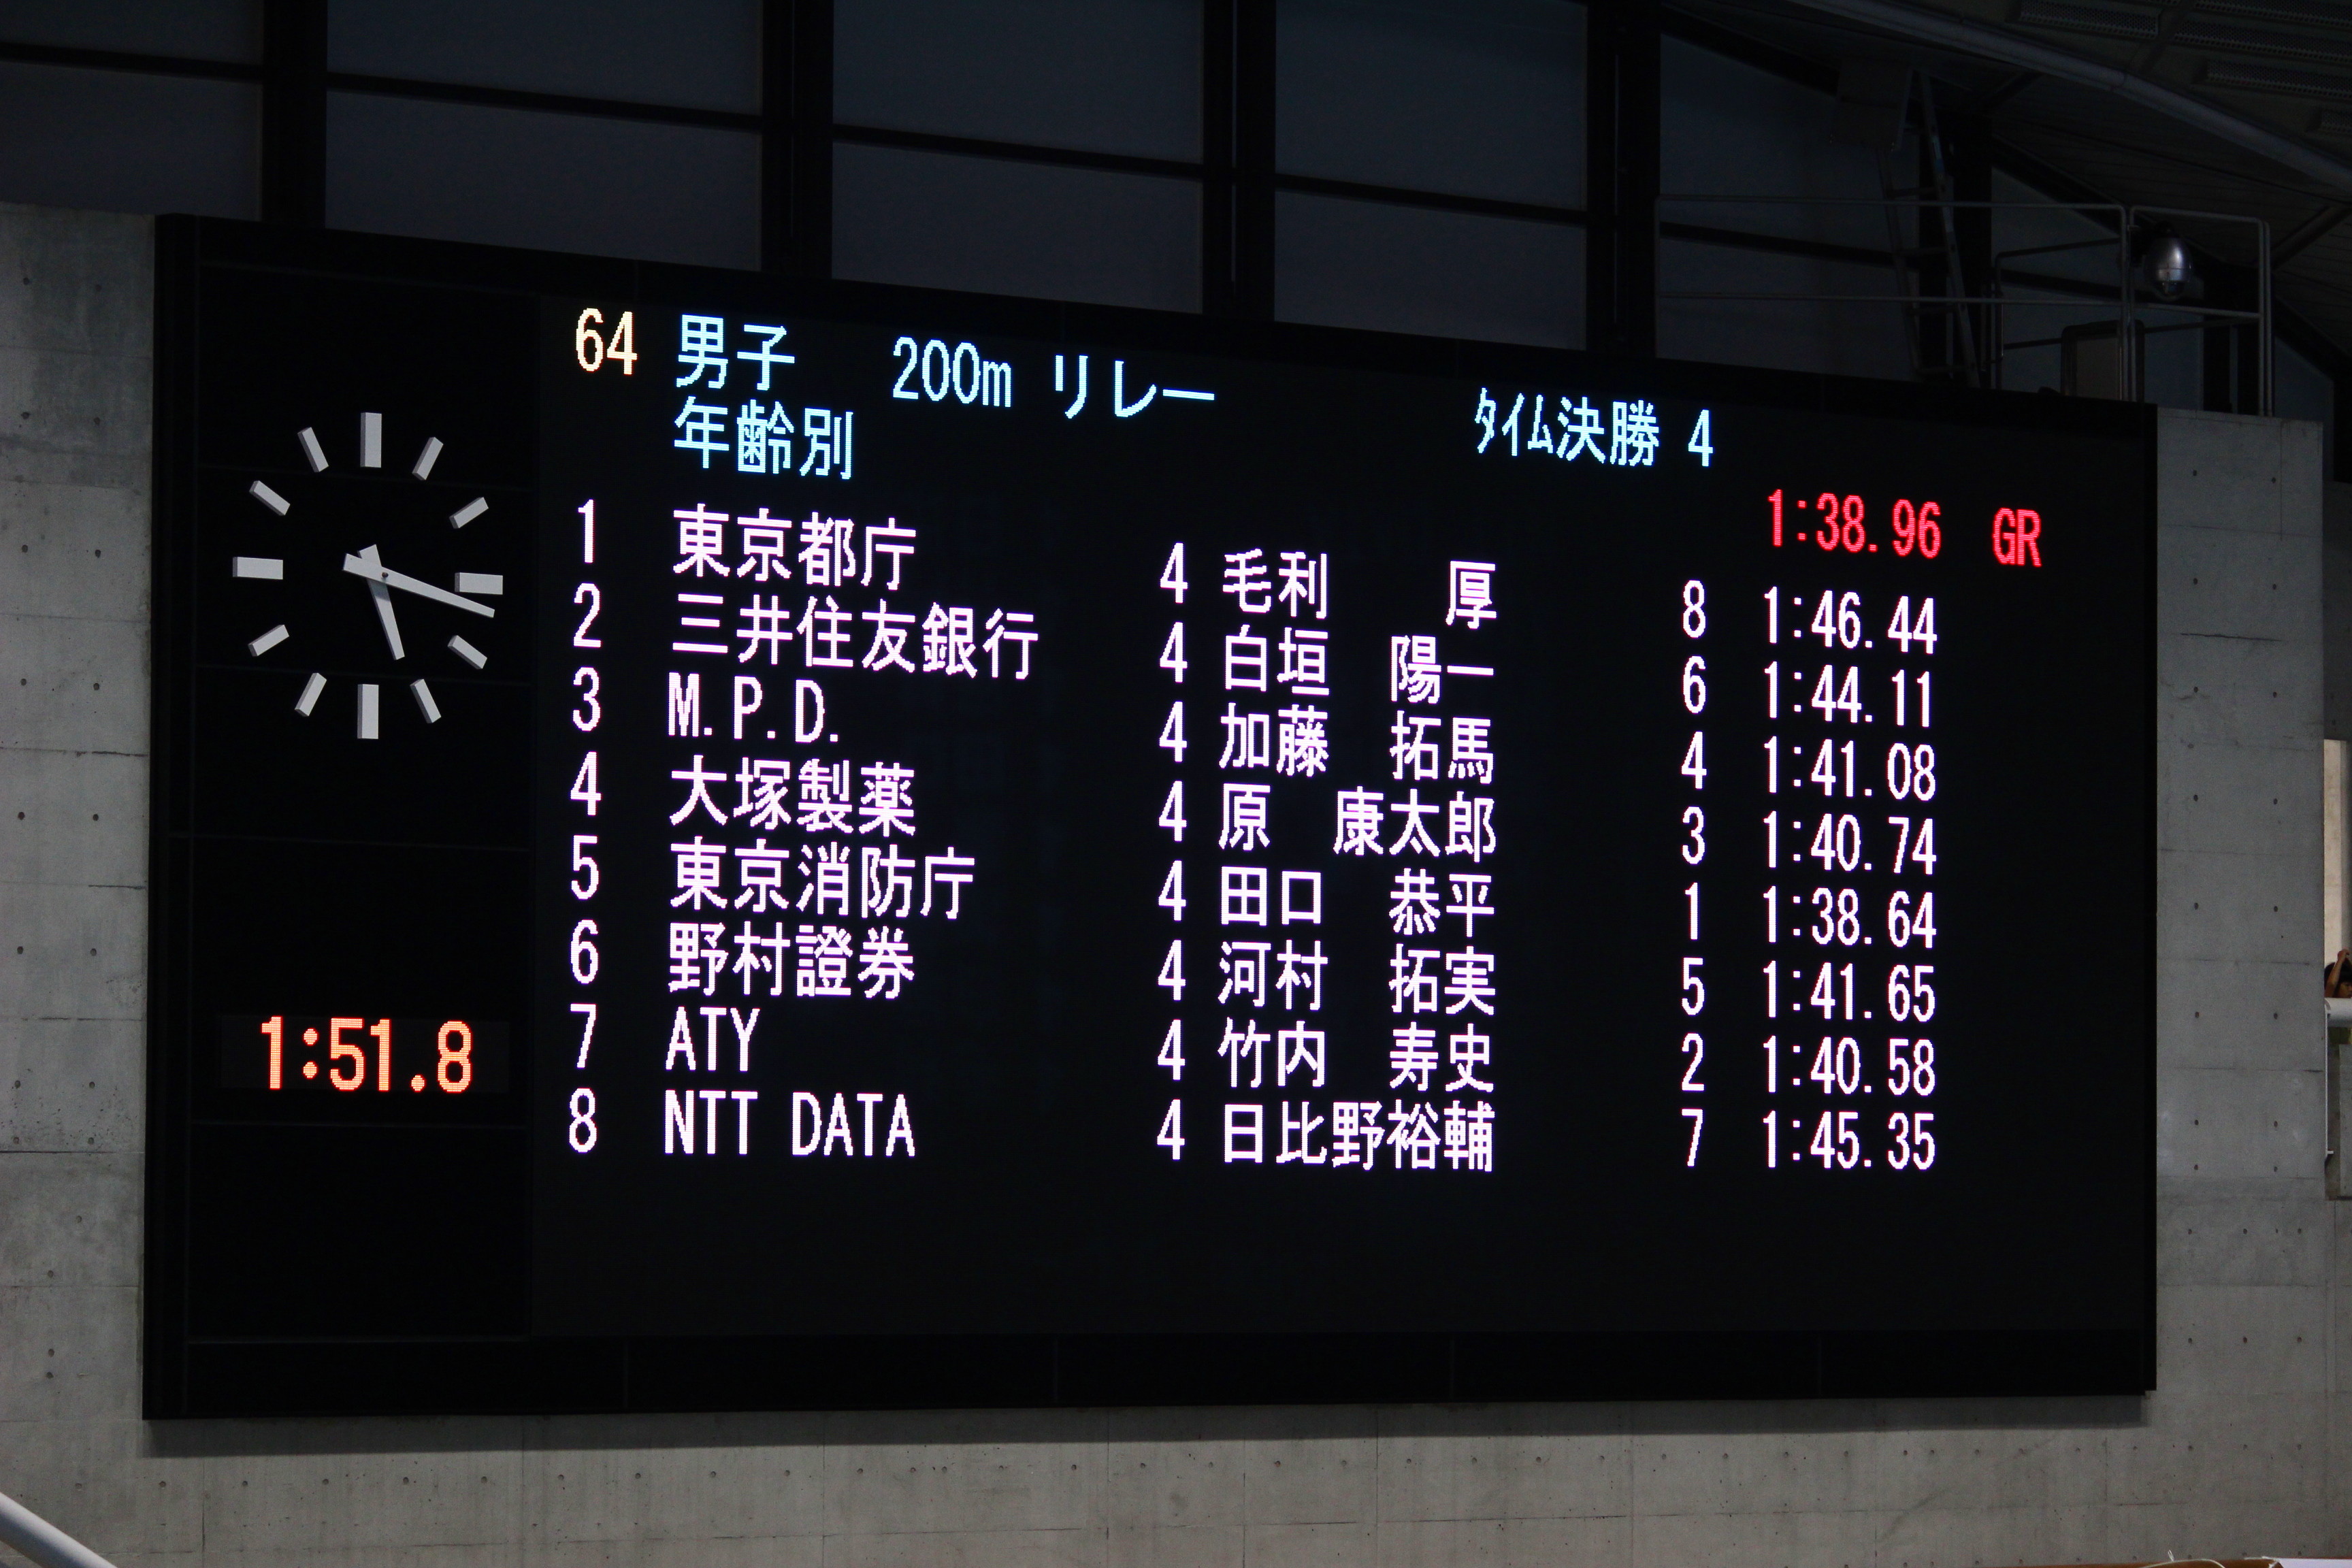 64 男子 200m リレー
年齢別 ﾀｲﾑ決勝 4
1:38.96 GR
1 東京都庁 4 毛利 厚 8 1:46.44
2 三井住友銀行 4 白垣 陽一 6 1:44.11
3 M.P.D. 4 加藤 拓馬 4 1:41.08
4 大塚製薬 4 原 康太郎 3 1:40.74
5 東京消防庁 4 田口 恭平 1 1:38.64
6 野村證券 4 河村 拓実 5 1:41.65
7 ATY 4 竹内 寿史 2 1:40.58
8 NTT DATA 4 日比野裕輔 7 1:45.35
1:51.8